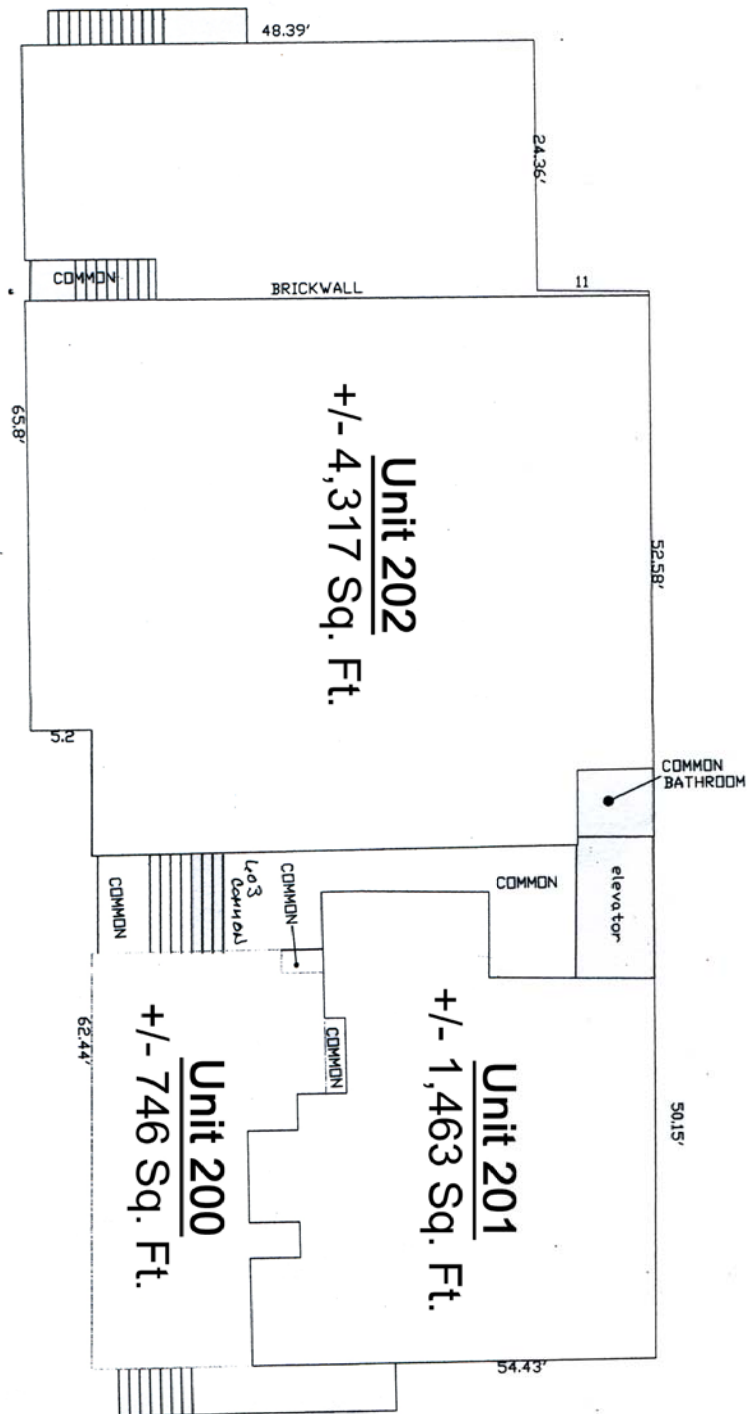 48.39'
24.36'
COMMON
BRICKWALL
11
65.8'
Unit 202
+/- 4,317 Sq. Ft.
52.58'
5.2
COMMON
BATHROOM
elevator
COMMON
COMMON
403
COMMON
COMMON
COMMON
62.44'
Unit 200
+/- 746 Sq. Ft.
Unit 201
+/- 1,463 Sq. Ft.
50.15'
54.43'